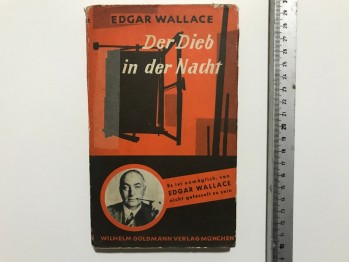 EDGAR WALLACE
Der Dieb
in der Nacht
Es ist unmöglich, von
EDGAR WALLACE
nicht gefesselt zu sein
WILHELM GOLDMANN VERLAG MÜNCHEN